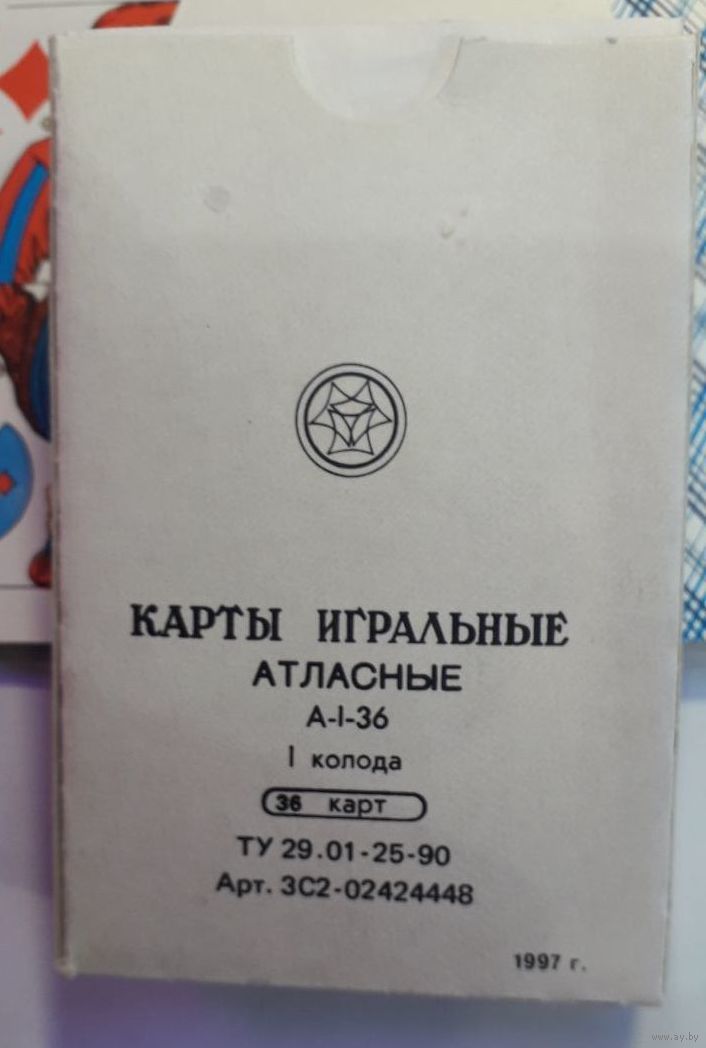 КАРТЫ ИГРАЛЬНЫЕ
АТЛАСНЫЕ
А-I-36
I колода
36 карт
ТУ 29.01-25-90
Арт. 3С2-02424448
1997 г.
www.ay.by